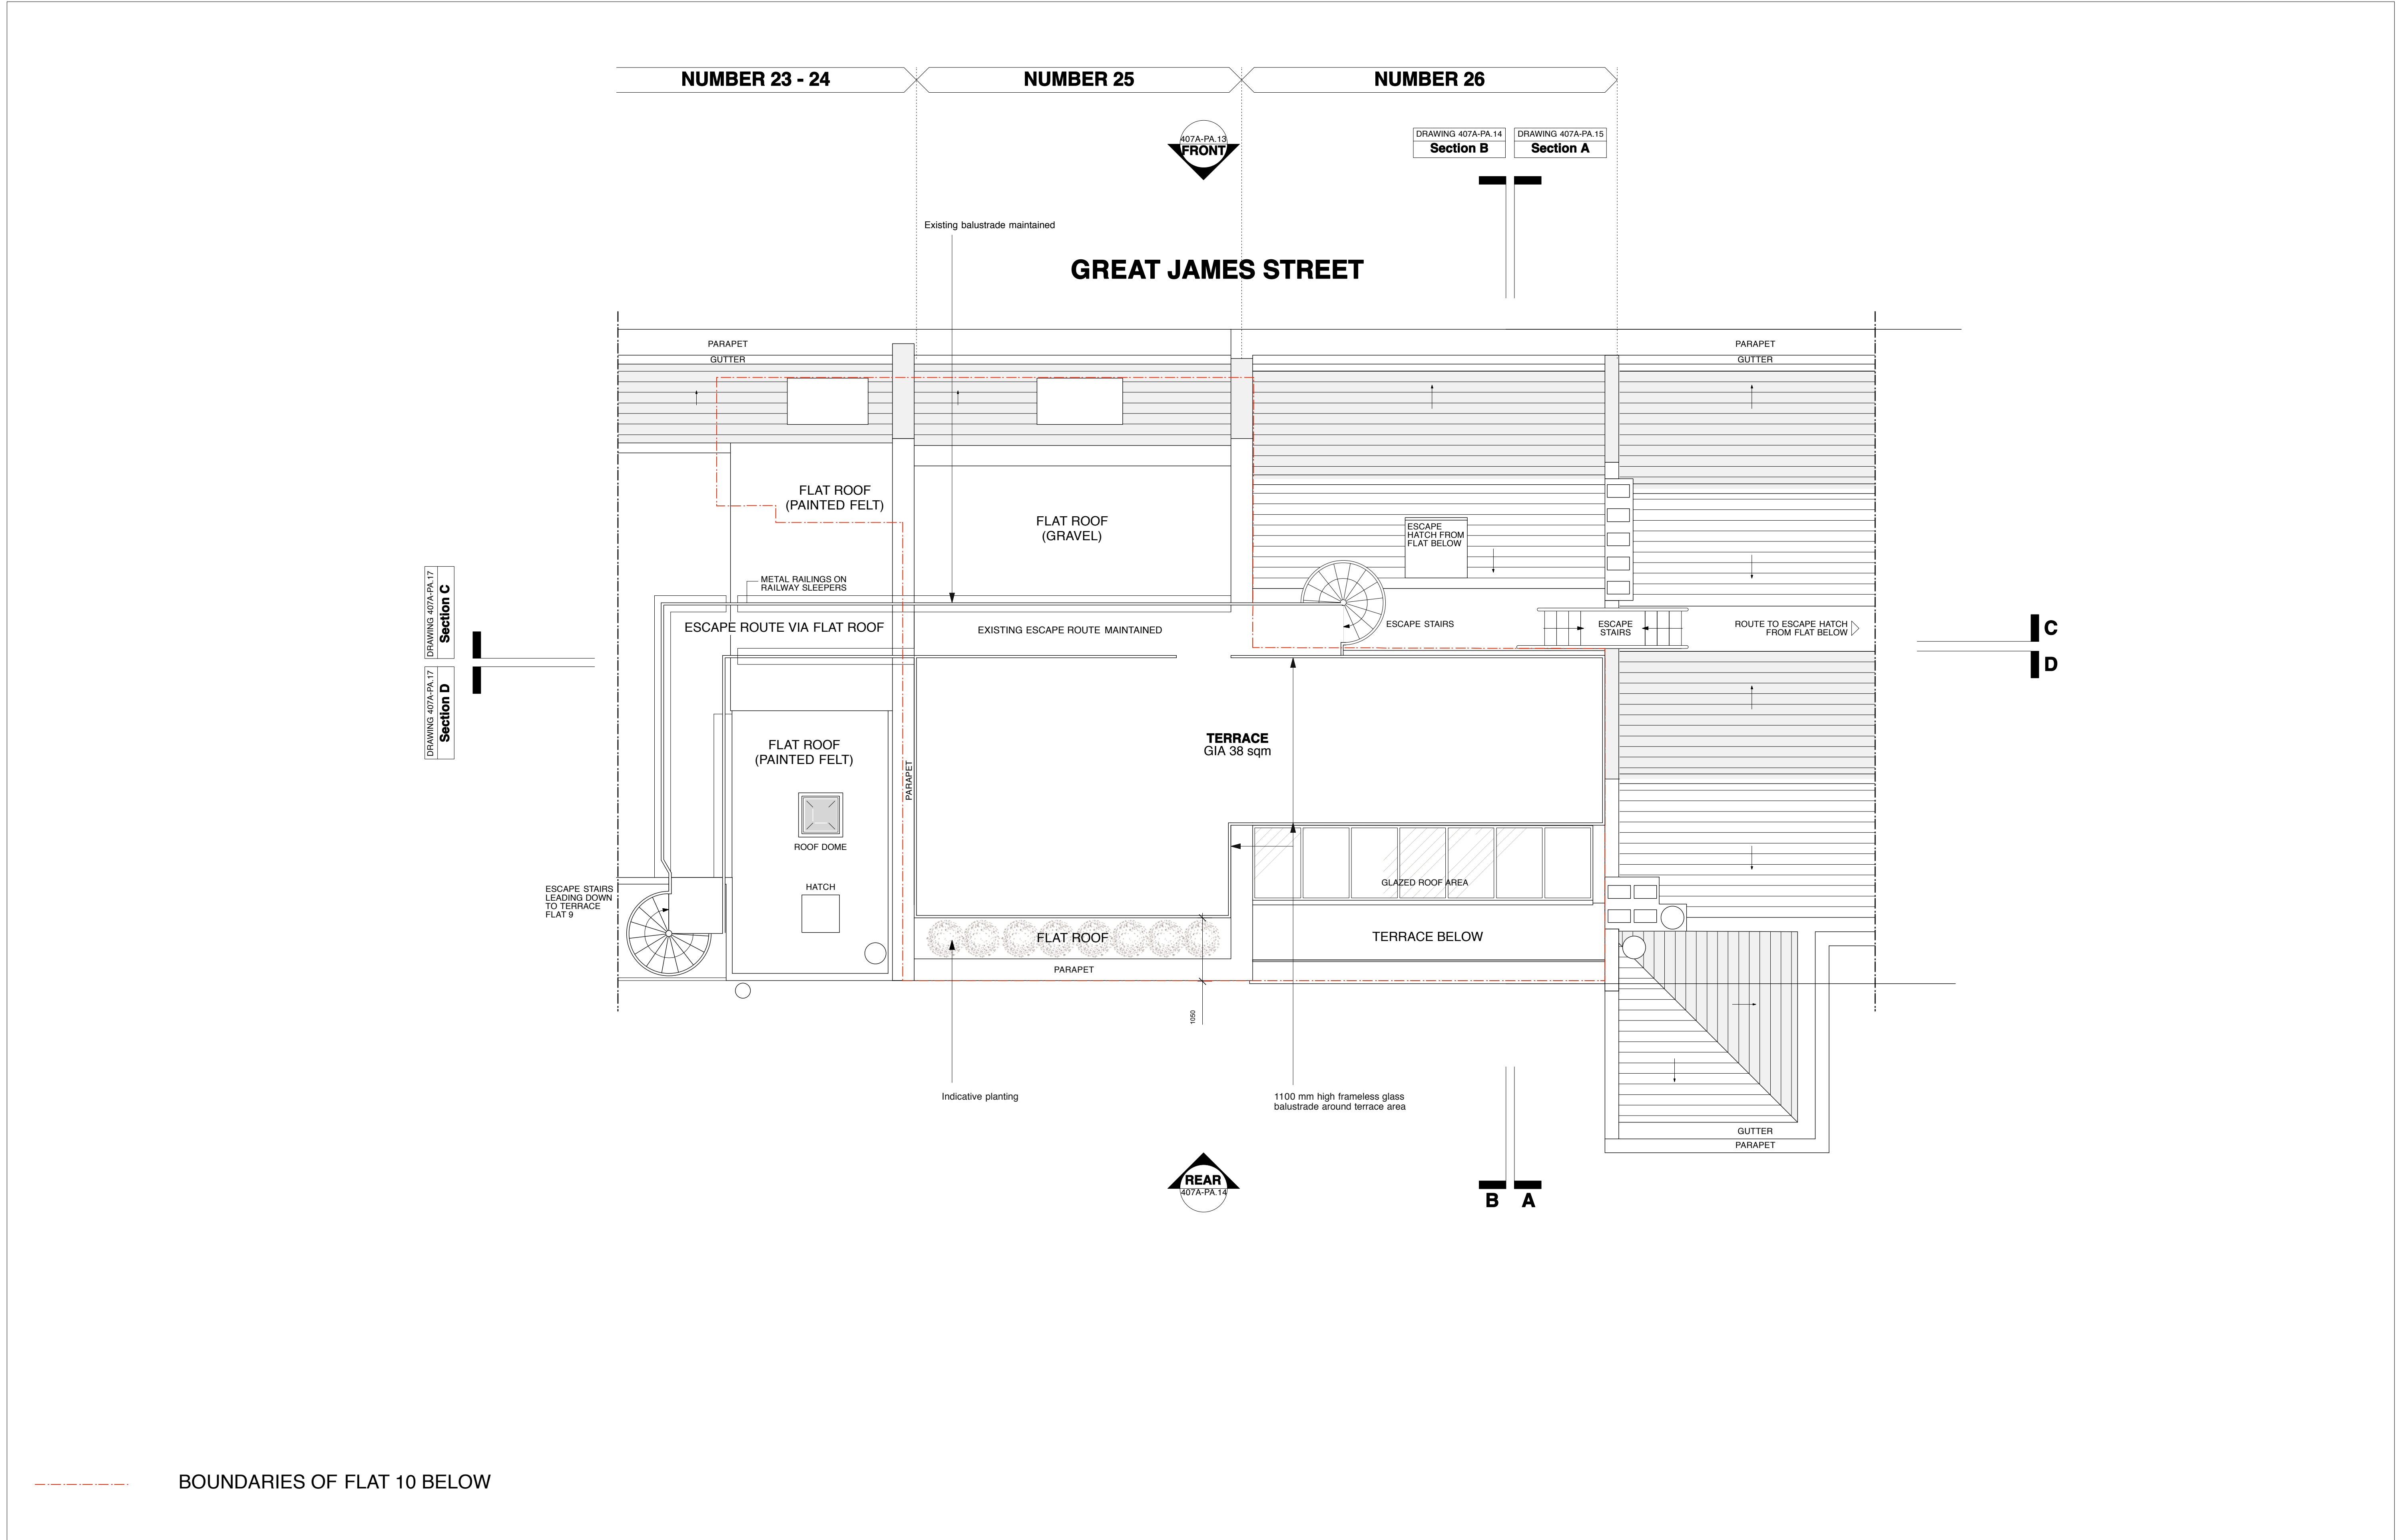 NUMBER 23 - 24
NUMBER 25
NUMBER 26
407A-PA.13
FRONT
DRAWING 407A-PA.14
Section B
DRAWING 407A-PA.15
Section A
Existing balustrade maintained
GREAT JAMES STREET
PARAPET
GUTTER
PARAPET
GUTTER
FLAT ROOF
(PAINTED FELT)
FLAT ROOF
(GRAVEL)
ESCAPE
HATCH FROM
FLAT BELOW
METAL RAILINGS ON
RAILWAY SLEEPERS
ESCAPE ROUTE VIA FLAT ROOF
EXISTING ESCAPE ROUTE MAINTAINED
ESCAPE STAIRS
ESCAPE
STAIRS
ROUTE TO ESCAPE HATCH
FROM FLAT BELOW
DRAWING 407A-PA.17
Section C
DRAWING 407A-PA.17
Section D
C
D
TERRACE
GIA 38 sqm
FLAT ROOF
(PAINTED FELT)
PARAPET
ROOF DOME
HATCH
ESCAPE STAIRS
LEADING DOWN
TO TERRACE
FLAT 9
GLAZED ROOF AREA
FLAT ROOF
TERRACE BELOW
PARAPET
1050
Indicative planting
1100 mm high frameless glass
balustrade around terrace area
GUTTER
PARAPET
REAR
407A-PA.14
B
A
BOUNDARIES OF FLAT 10 BELOW